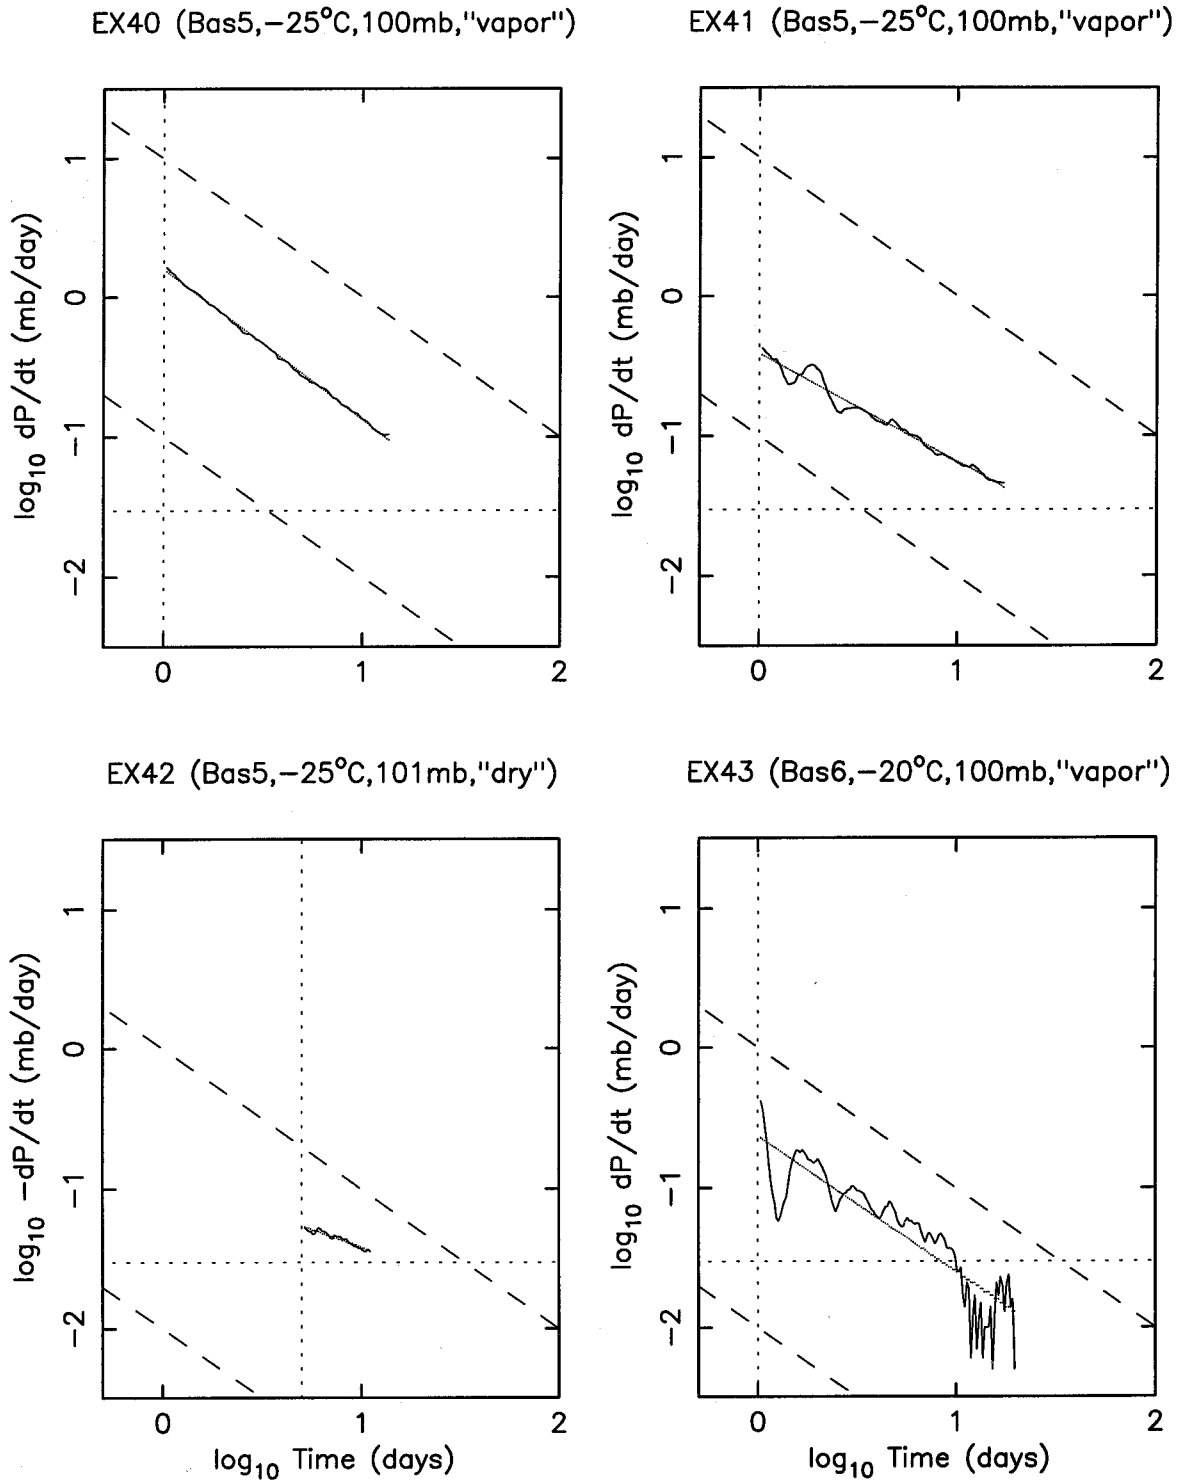 EX40 (Bas5,−25°C,100mb,"vapor")
log₁₀ dP/dt (mb/day)
1
0
−1
−2
0
1
2
EX41 (Bas5,−25°C,100mb,"vapor")
log₁₀ dP/dt (mb/day)
1
0
−1
−2
0
1
2
EX42 (Bas5,−25°C,101mb,"dry")
log₁₀ −dP/dt (mb/day)
1
0
−1
−2
0
1
2
log₁₀ Time (days)
EX43 (Bas6,−20°C,100mb,"vapor")
log₁₀ dP/dt (mb/day)
1
0
−1
−2
0
1
2
log₁₀ Time (days)